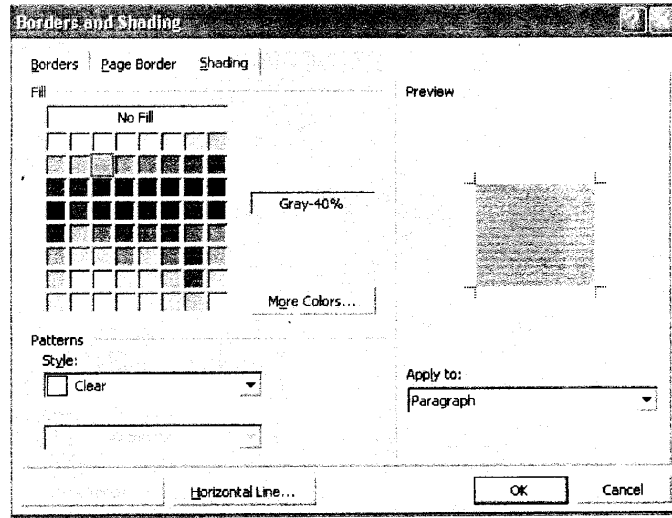 Borders and Shading
Borders Page Border Shading
Fill
Preview
No Fill
Gray-40%
More Colors...
Patterns
Style:
Clear
Apply to:
Paragraph
Horizontal Line...
OK
Cancel